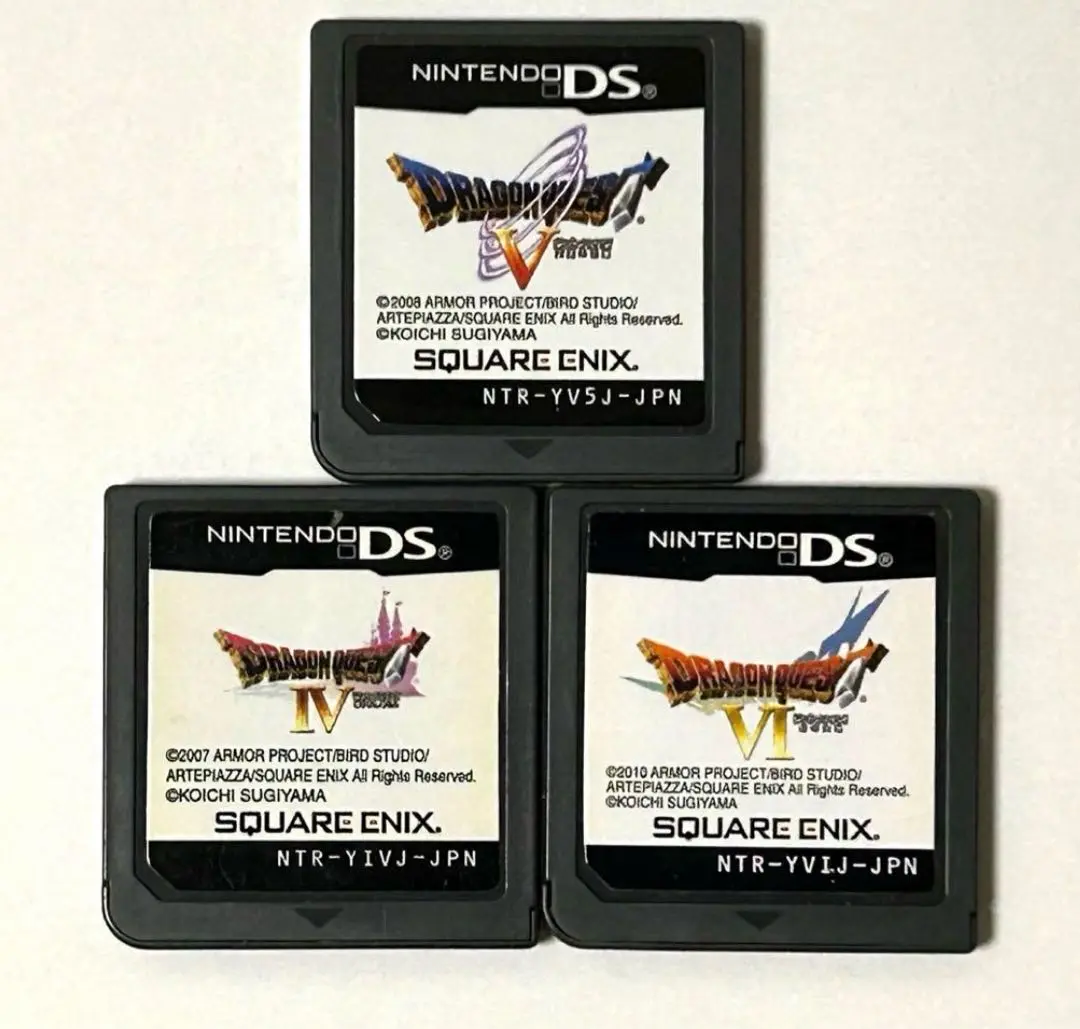 NINTENDO DS®
DRAGON QUEST
V
©2008 ARMOR PROJECT/BIRD STUDIO/
ARTEPIAZZA/SQUARE ENIX All Rights Reserved.
©KOICHI SUGIYAMA
SQUARE ENIX.
NTR-YV5J-JPN
NINTENDO DS®
DRAGON QUEST
IV
©2007 ARMOR PROJECT/BIRD STUDIO/
ARTEPIAZZA/SQUARE ENIX All Rights Reserved.
©KOICHI SUGIYAMA
SQUARE ENIX.
NTR-YIVJ-JPN
NINTENDO DS®
DRAGON QUEST
VI
©2010 ARMOR PROJECT/BIRD STUDIO/
ARTEPIAZZA/SQUARE ENIX All Rights Reserved.
©KOICHI SUGIYAMA
SQUARE ENIX.
NTR-YVIJ-JPN